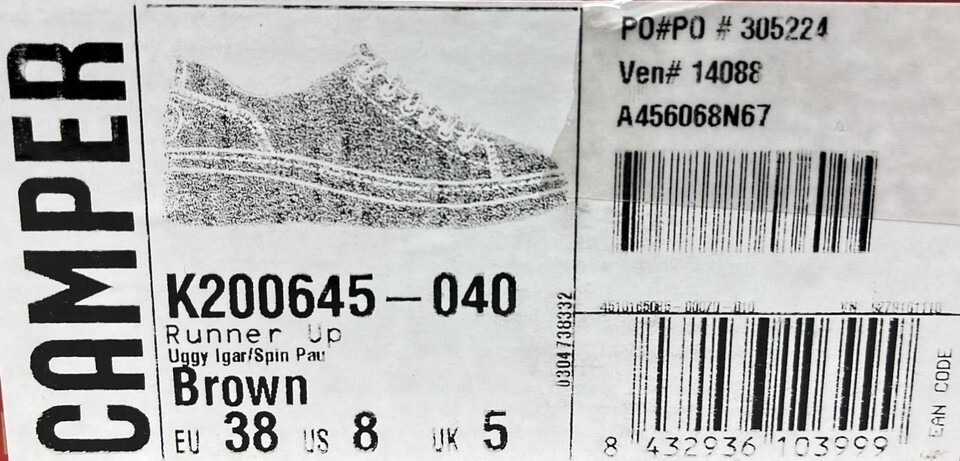 CAMPER
K200645-040
Runner Up
Uggy Igar/Spin Pau
Brown
EU 38 US 8 UK 5
0304738332
PO#PO # 305224
Ven# 14088
A456068N67
8 432936 103999
EAN CODE